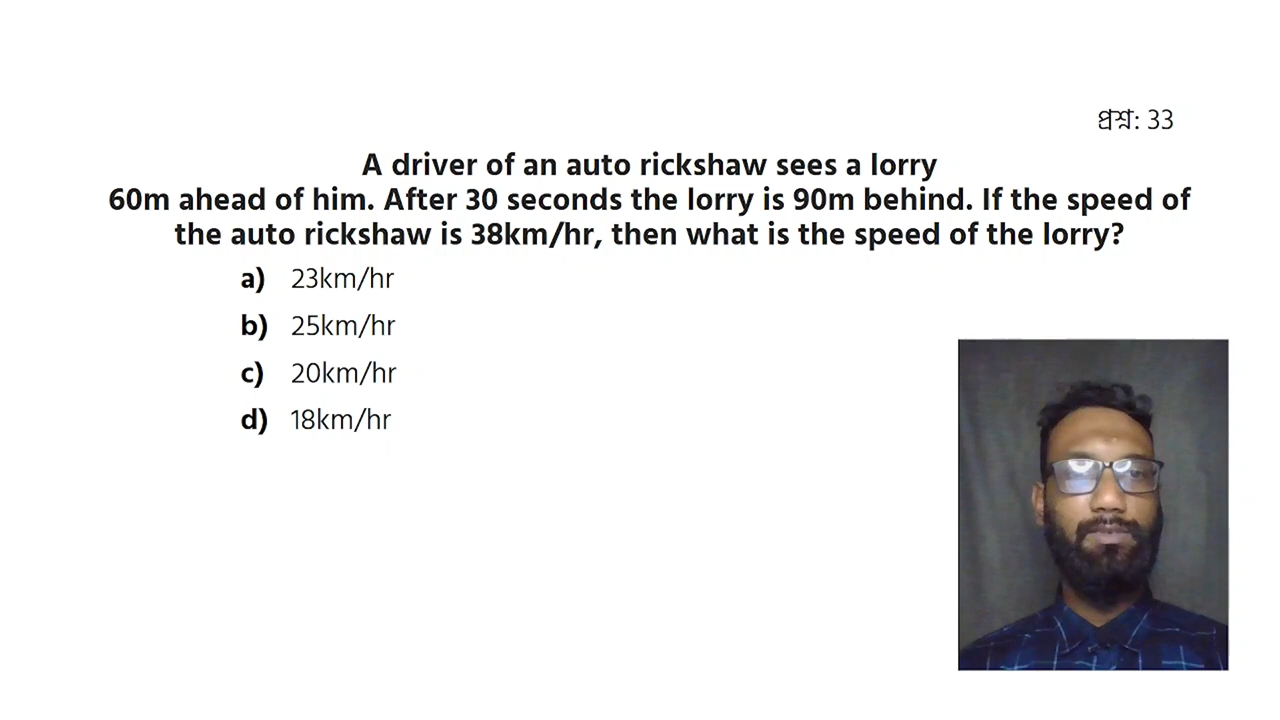 প্রশ্ন: 33
A driver of an auto rickshaw sees a lorry
60m ahead of him. After 30 seconds the lorry is 90m behind. If the speed of
the auto rickshaw is 38km/hr, then what is the speed of the lorry?
a) 23km/hr
b) 25km/hr
c) 20km/hr
d) 18km/hr